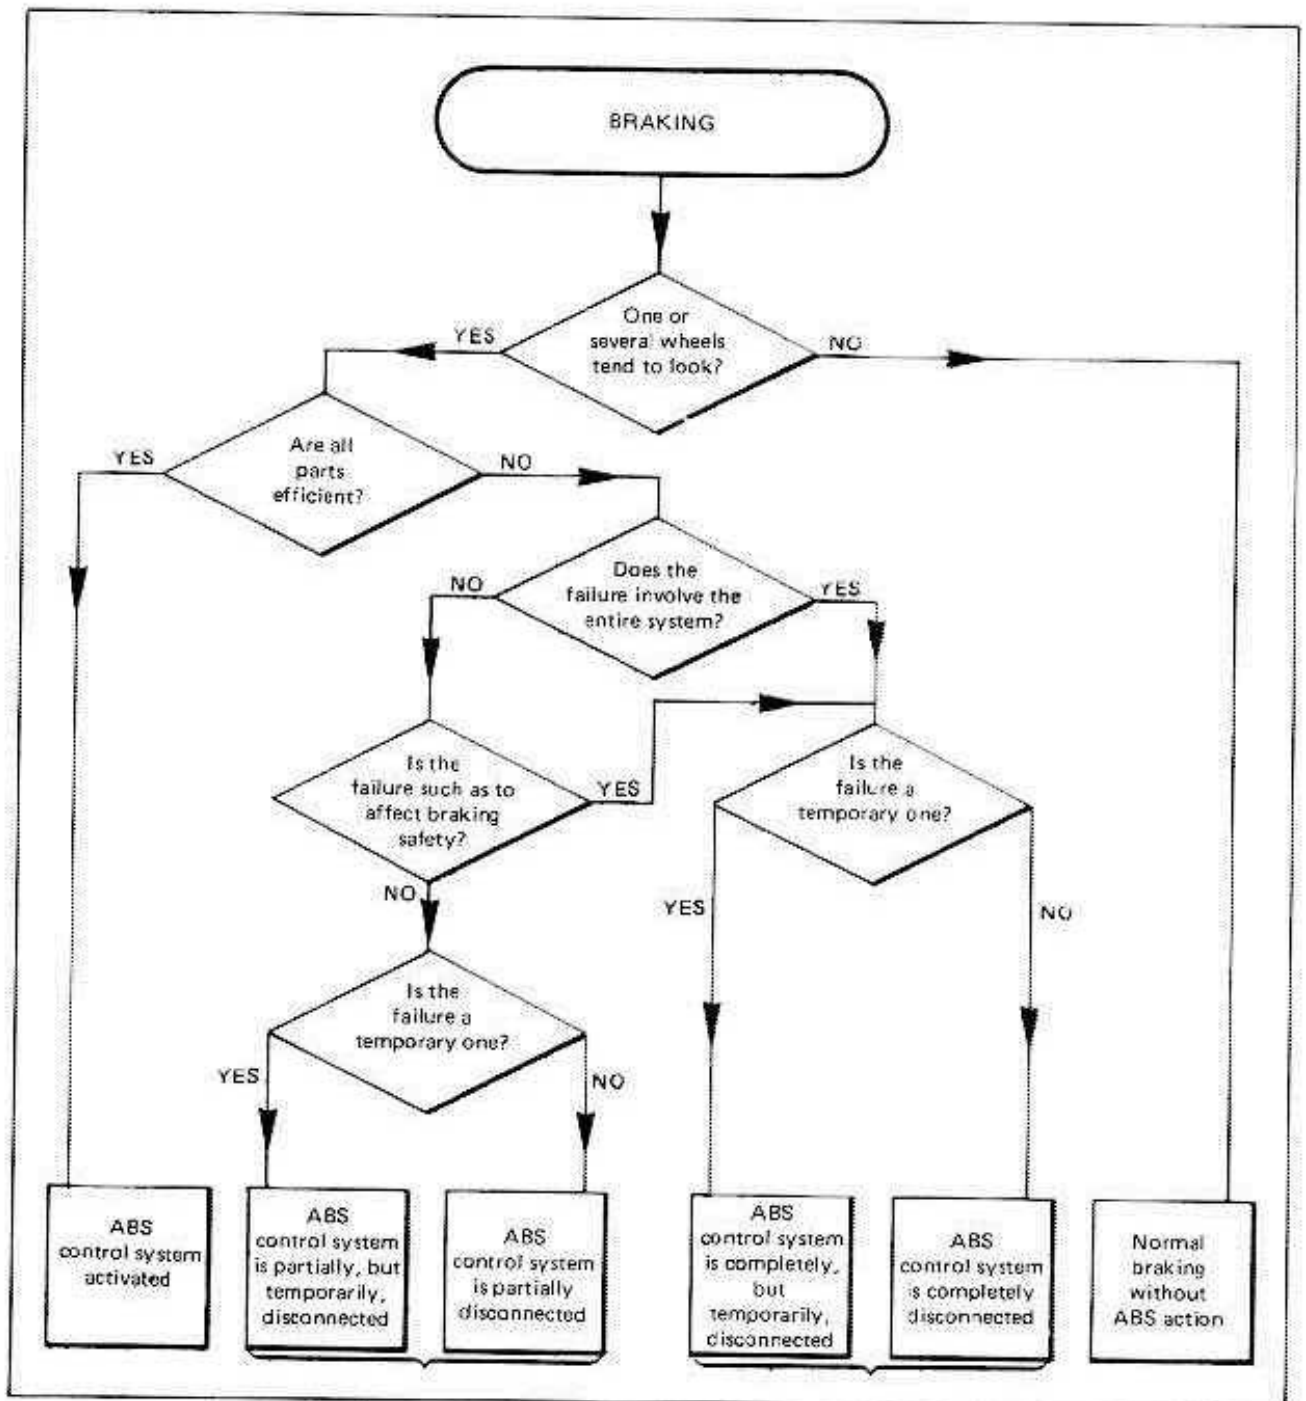 BRAKING
One or
several wheels
tend to look?
YES
NO
Are all
parts
efficient?
YES
NO
Does the
failure involve the
entire system?
NO
YES
Is the
failure such as to
affect braking
safety?
YES
NO
Is the
failure a
temporary one?
YES
NO
Is the
failure a
temporary one?
YES
NO
ABS
control system
activated
ABS
control system
is partially, but
temporarily,
disconnected
ABS
control system
is partially
disconnected
ABS
control system
is completely,
but
temporarily,
disconnected
ABS
control system
is completely
disconnected
Normal
braking
without
ABS action